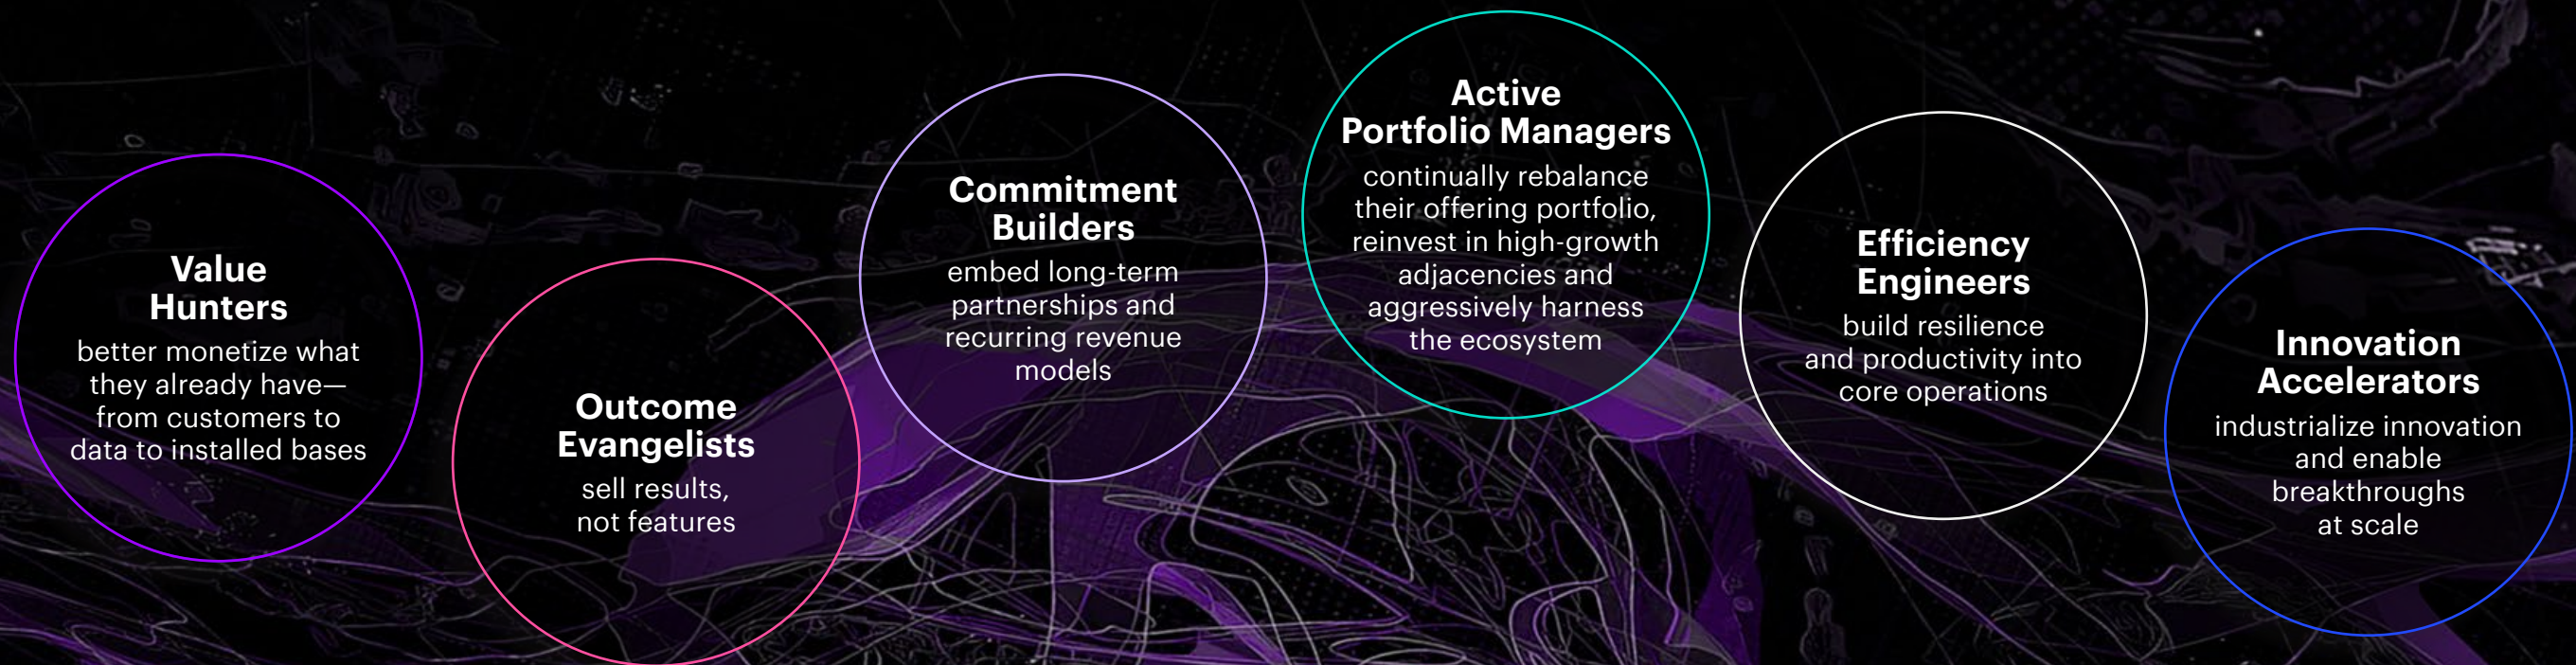 Value
Hunters
better monetize what
they already have—
from customers to
data to installed bases
Outcome
Evangelists
sell results,
not features
Commitment
Builders
embed long-term
partnerships and
recurring revenue
models
Active
Portfolio Managers
continually rebalance
their offering portfolio,
reinvest in high-growth
adjacencies and
aggressively harness
the ecosystem
Efficiency
Engineers
build resilience
and productivity into
core operations
Innovation
Accelerators
industrialize innovation
and enable
breakthroughs
at scale